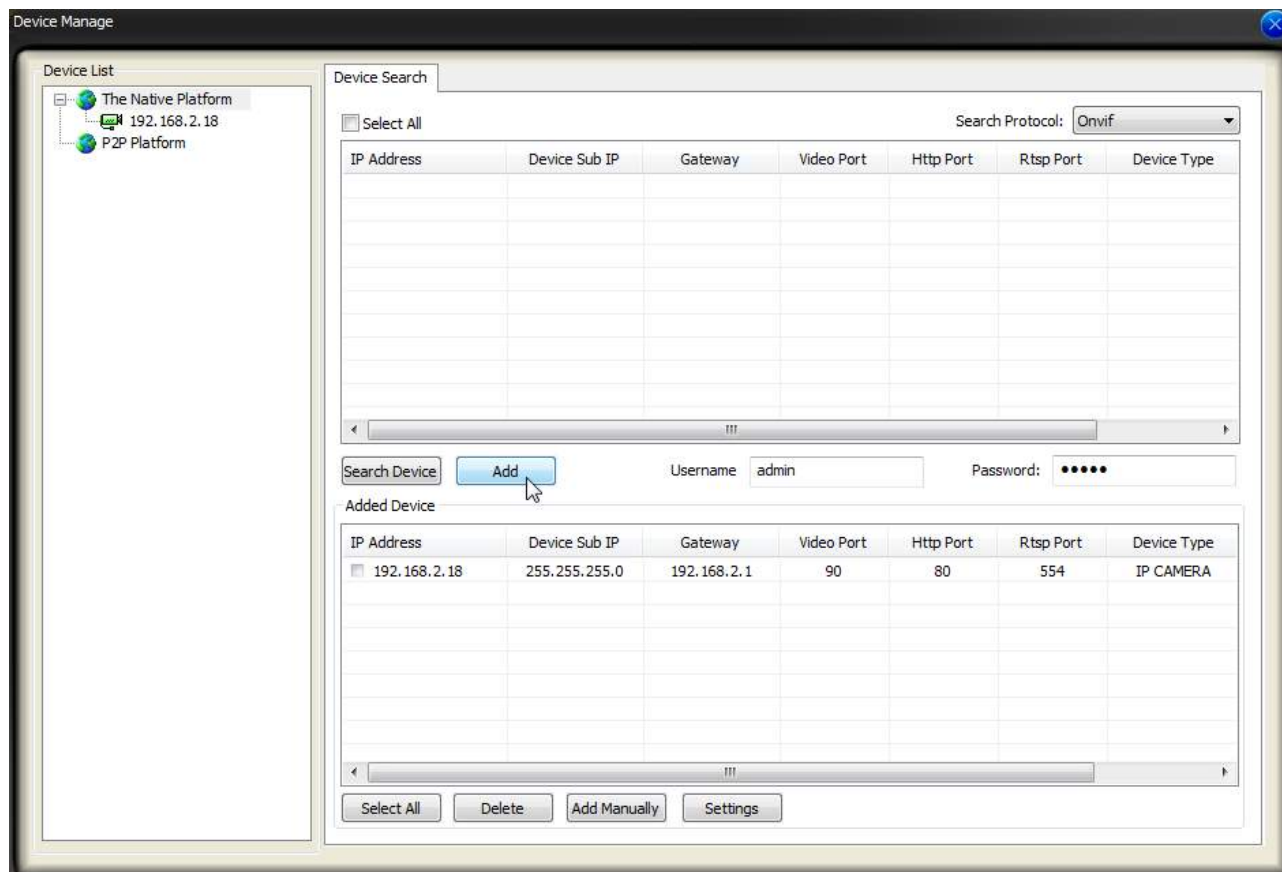 Device Manage
Device List
The Native Platform
192.168.2.18
P2P Platform
Device Search
Select All
Search Protocol: Onvif
IP Address Device Sub IP Gateway Video Port Http Port Rtsp Port Device Type
Search Device Add Username admin Password: •••••
Added Device
IP Address Device Sub IP Gateway Video Port Http Port Rtsp Port Device Type
192.168.2.18 255.255.255.0 192.168.2.1 90 80 554 IP CAMERA
Select All Delete Add Manually Settings